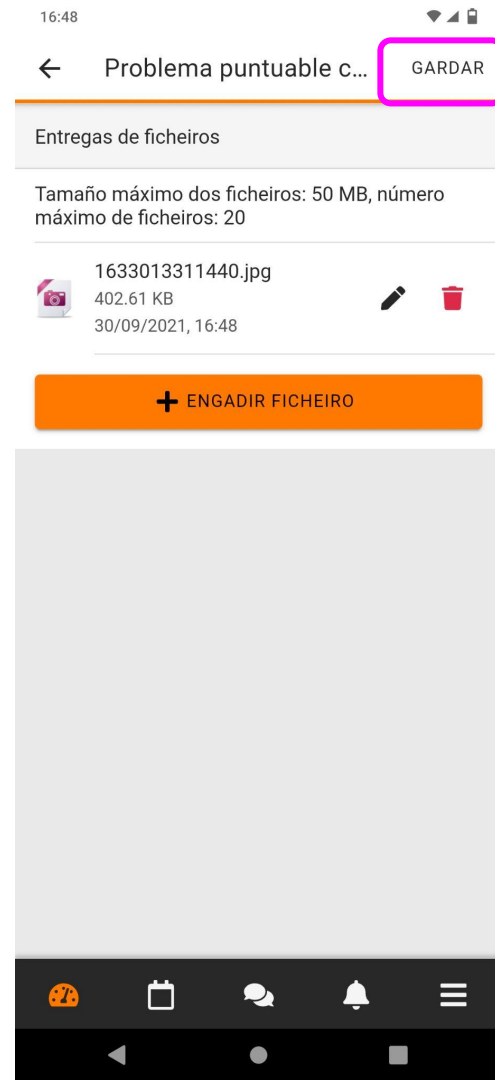 16:48
Problema puntuable c...
GARDAR
Entregas de ficheiros
Tamaño máximo dos ficheiros: 50 MB, número
máximo de ficheiros: 20
1633013311440.jpg
402.61 KB
30/09/2021, 16:48
ENGADIR FICHEIRO